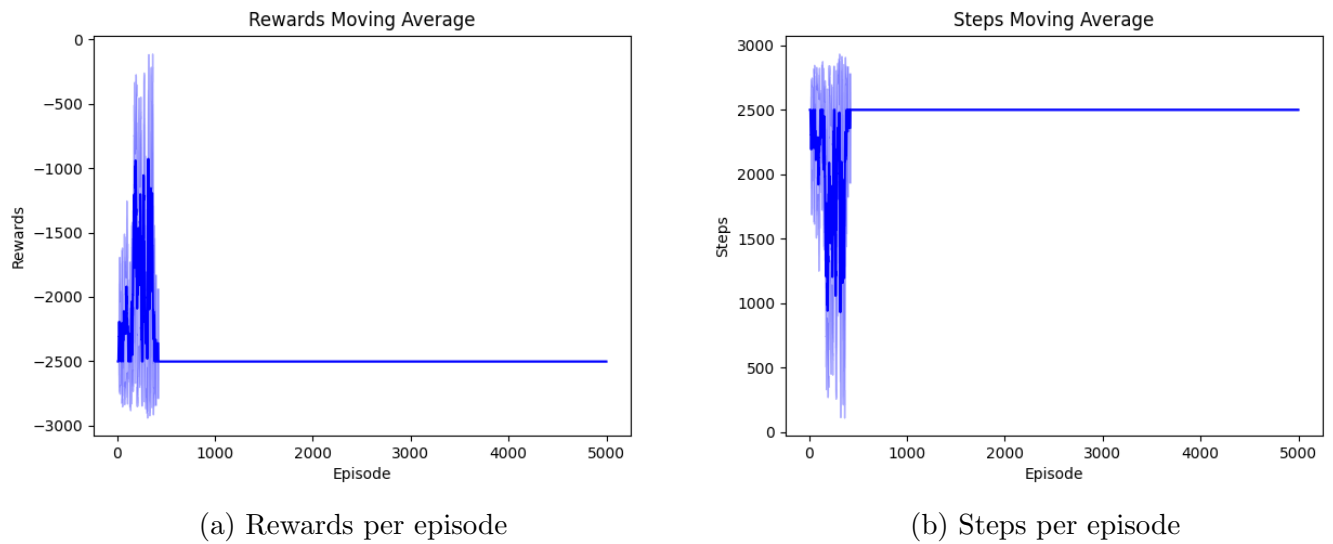 Rewards Moving Average
0
−500
−1000
−1500
−2000
−2500
−3000
Rewards
0 1000 2000 3000 4000 5000
Episode
(a) Rewards per episode
Steps Moving Average
3000
2500
2000
1500
1000
500
0
Steps
0 1000 2000 3000 4000 5000
Episode
(b) Steps per episode